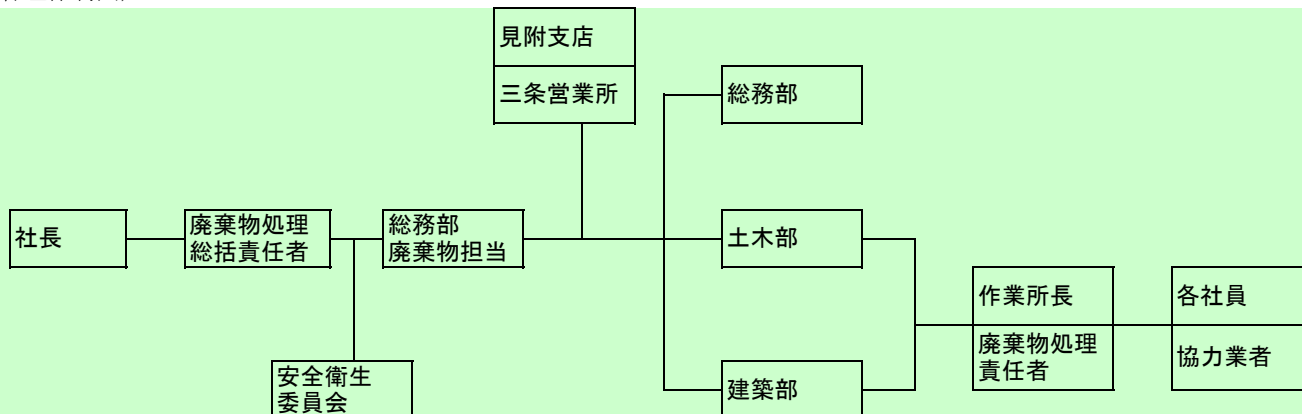 見附支店
三条営業所
総務部
社長
廃棄物処理
総括責任者
総務部
廃棄物担当
土木部
作業所長
廃棄物処理
責任者
各社員
協力業者
安全衛生
委員会
建築部